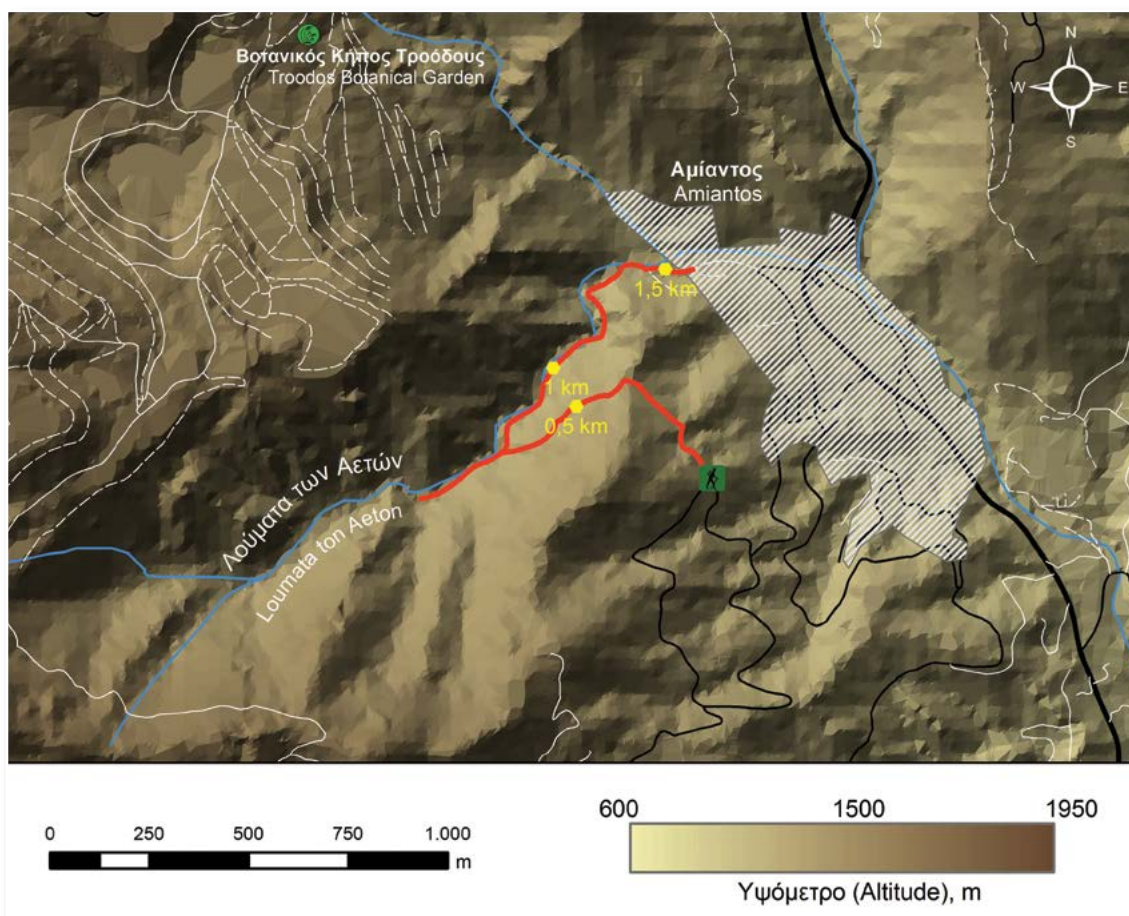 Βοτανικός Κήπος Τροόδους
Troodos Botanical Garden
N
W E
S
Αμίαντος
Amiantos
1,5 km
1 km
0,5 km
Λούματα των Αετών
Loumata ton Aeton
0 250 500 750 1.000
m
600 1500 1950
Υψόμετρο (Altitude), m